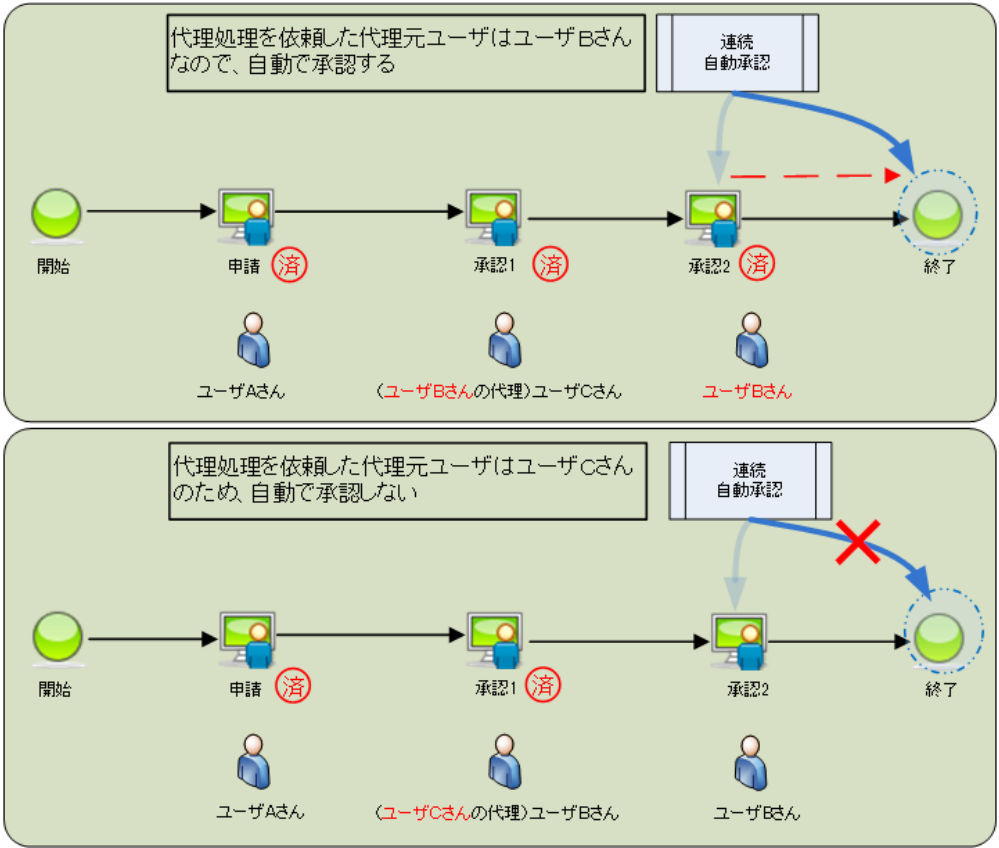 代理処理を依頼した代理元ユーザはユーザBさん
なので、自動で承認する
連続
自動承認
開始
申請
済
承認1
済
承認2
済
終了
ユーザAさん
(ユーザBさんの代理)ユーザCさん
ユーザBさん
代理処理を依頼した代理元ユーザはユーザCさん
のため、自動で承認しない
連続
自動承認
開始
申請
済
承認1
済
承認2
終了
ユーザAさん
(ユーザCさんの代理)ユーザBさん
ユーザBさん